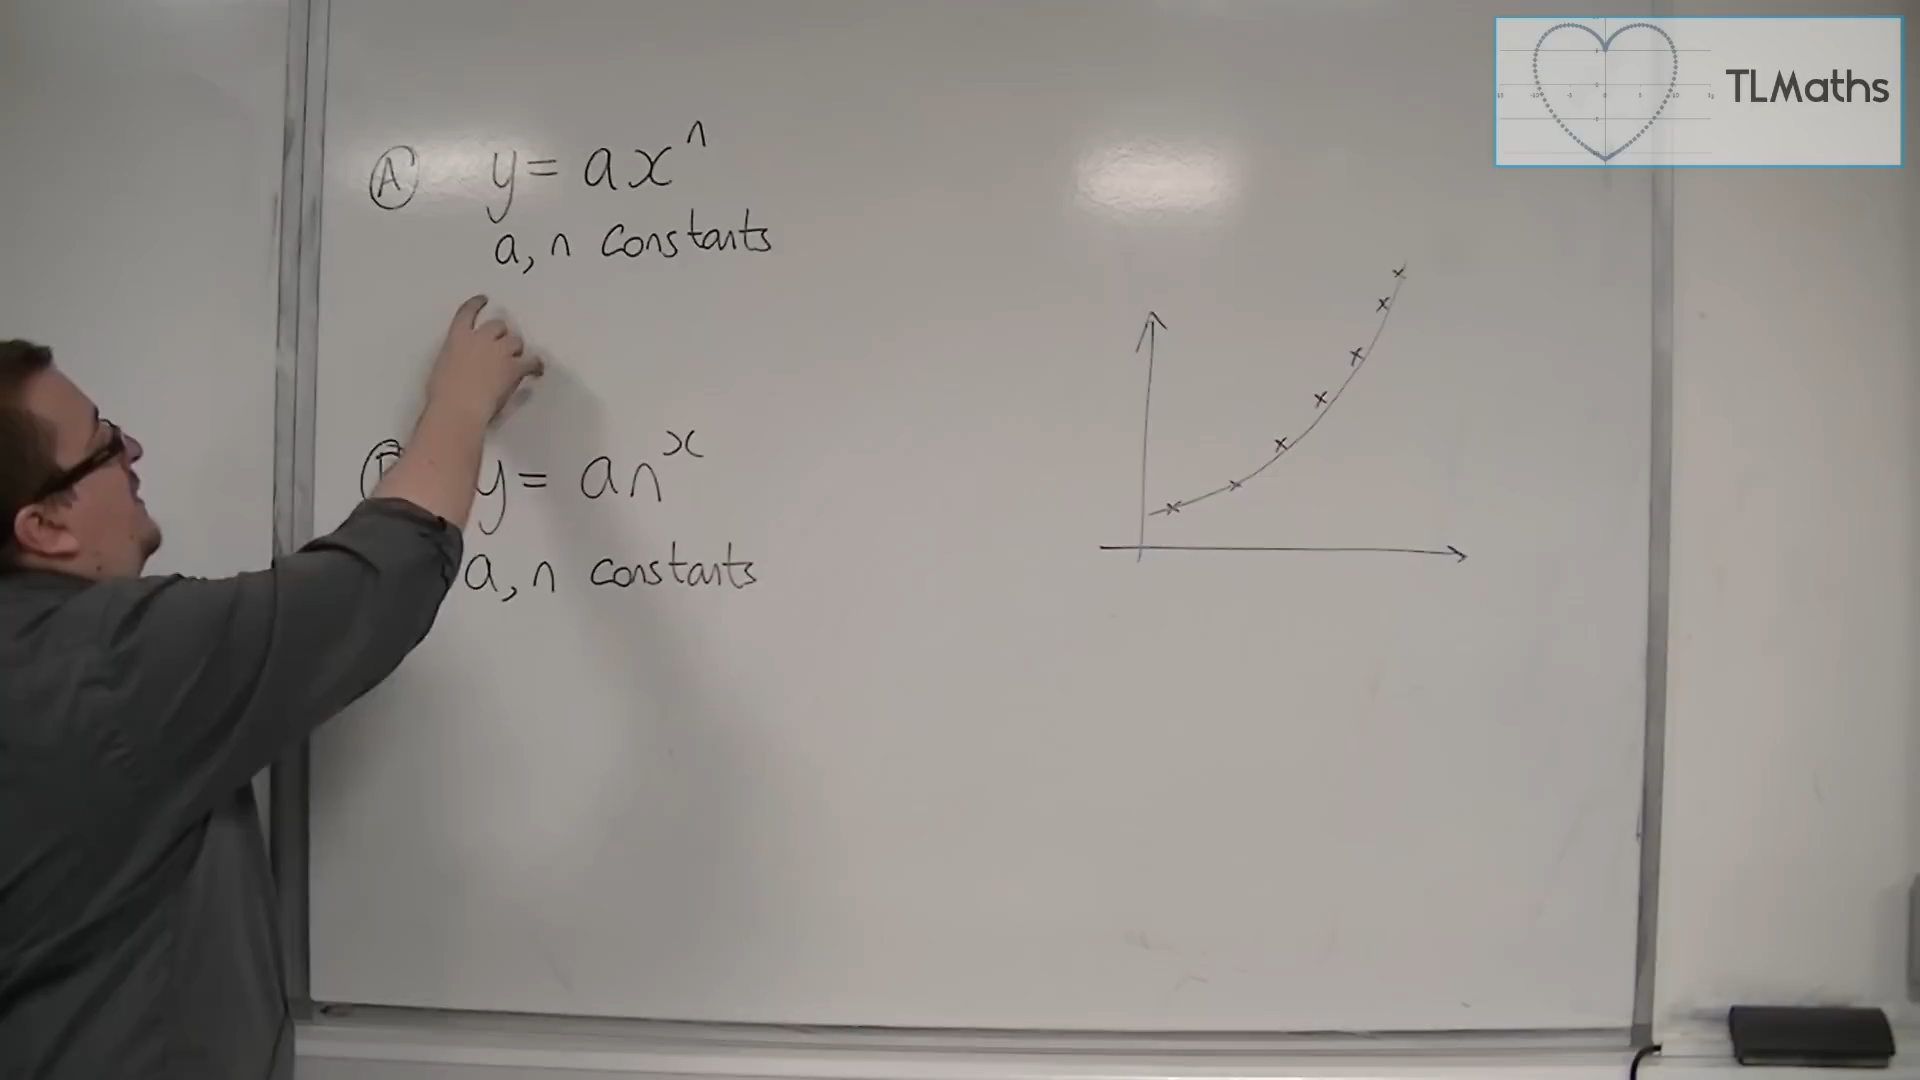 TLMaths
A y = ax^n
a, n constants
y = an^x
a, n constants